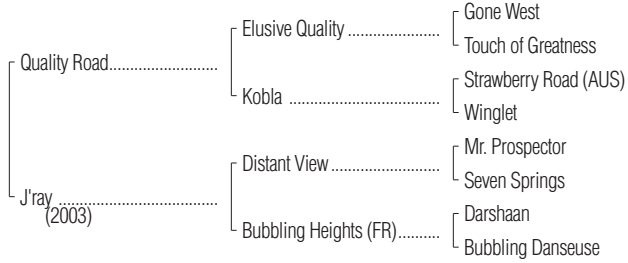 Gone West
Elusive Quality ......................
Touch of Greatness
Quality Road..........................
Strawberry Road (AUS)
Kobla ....................................
Winglet
Mr. Prospector
Distant View..........................
Seven Springs
J'ray ......................................
(2003)
Darshaan
Bubbling Heights (FR)..........
Bubbling Danseuse